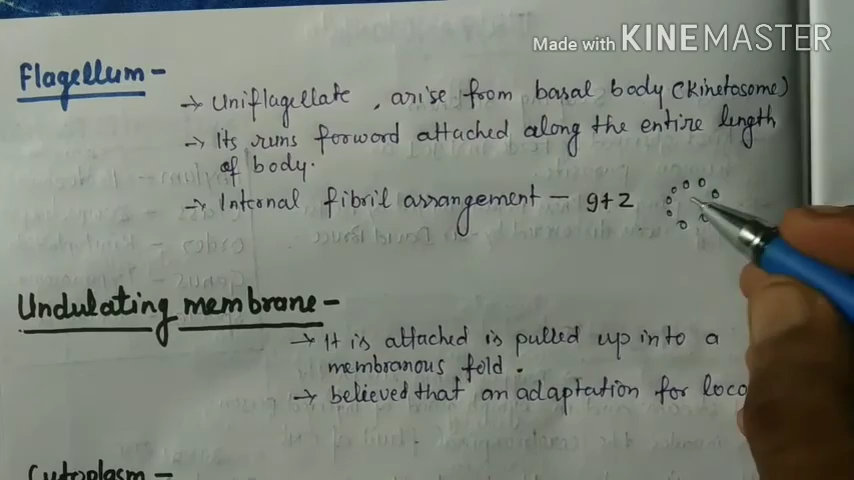 Made with KINEMASTER
Flagellum -
→ Uniflagellate, arise from basal body (Kinetosome)
→ Its runs forward attached along the entire length
of body.
→ Internal fibril arrangement - 9+2
Undulating membrane -
→ It is attached is pulled up into a
membranous fold.
→ believed that an adaptation for loco
Cytoplasm -